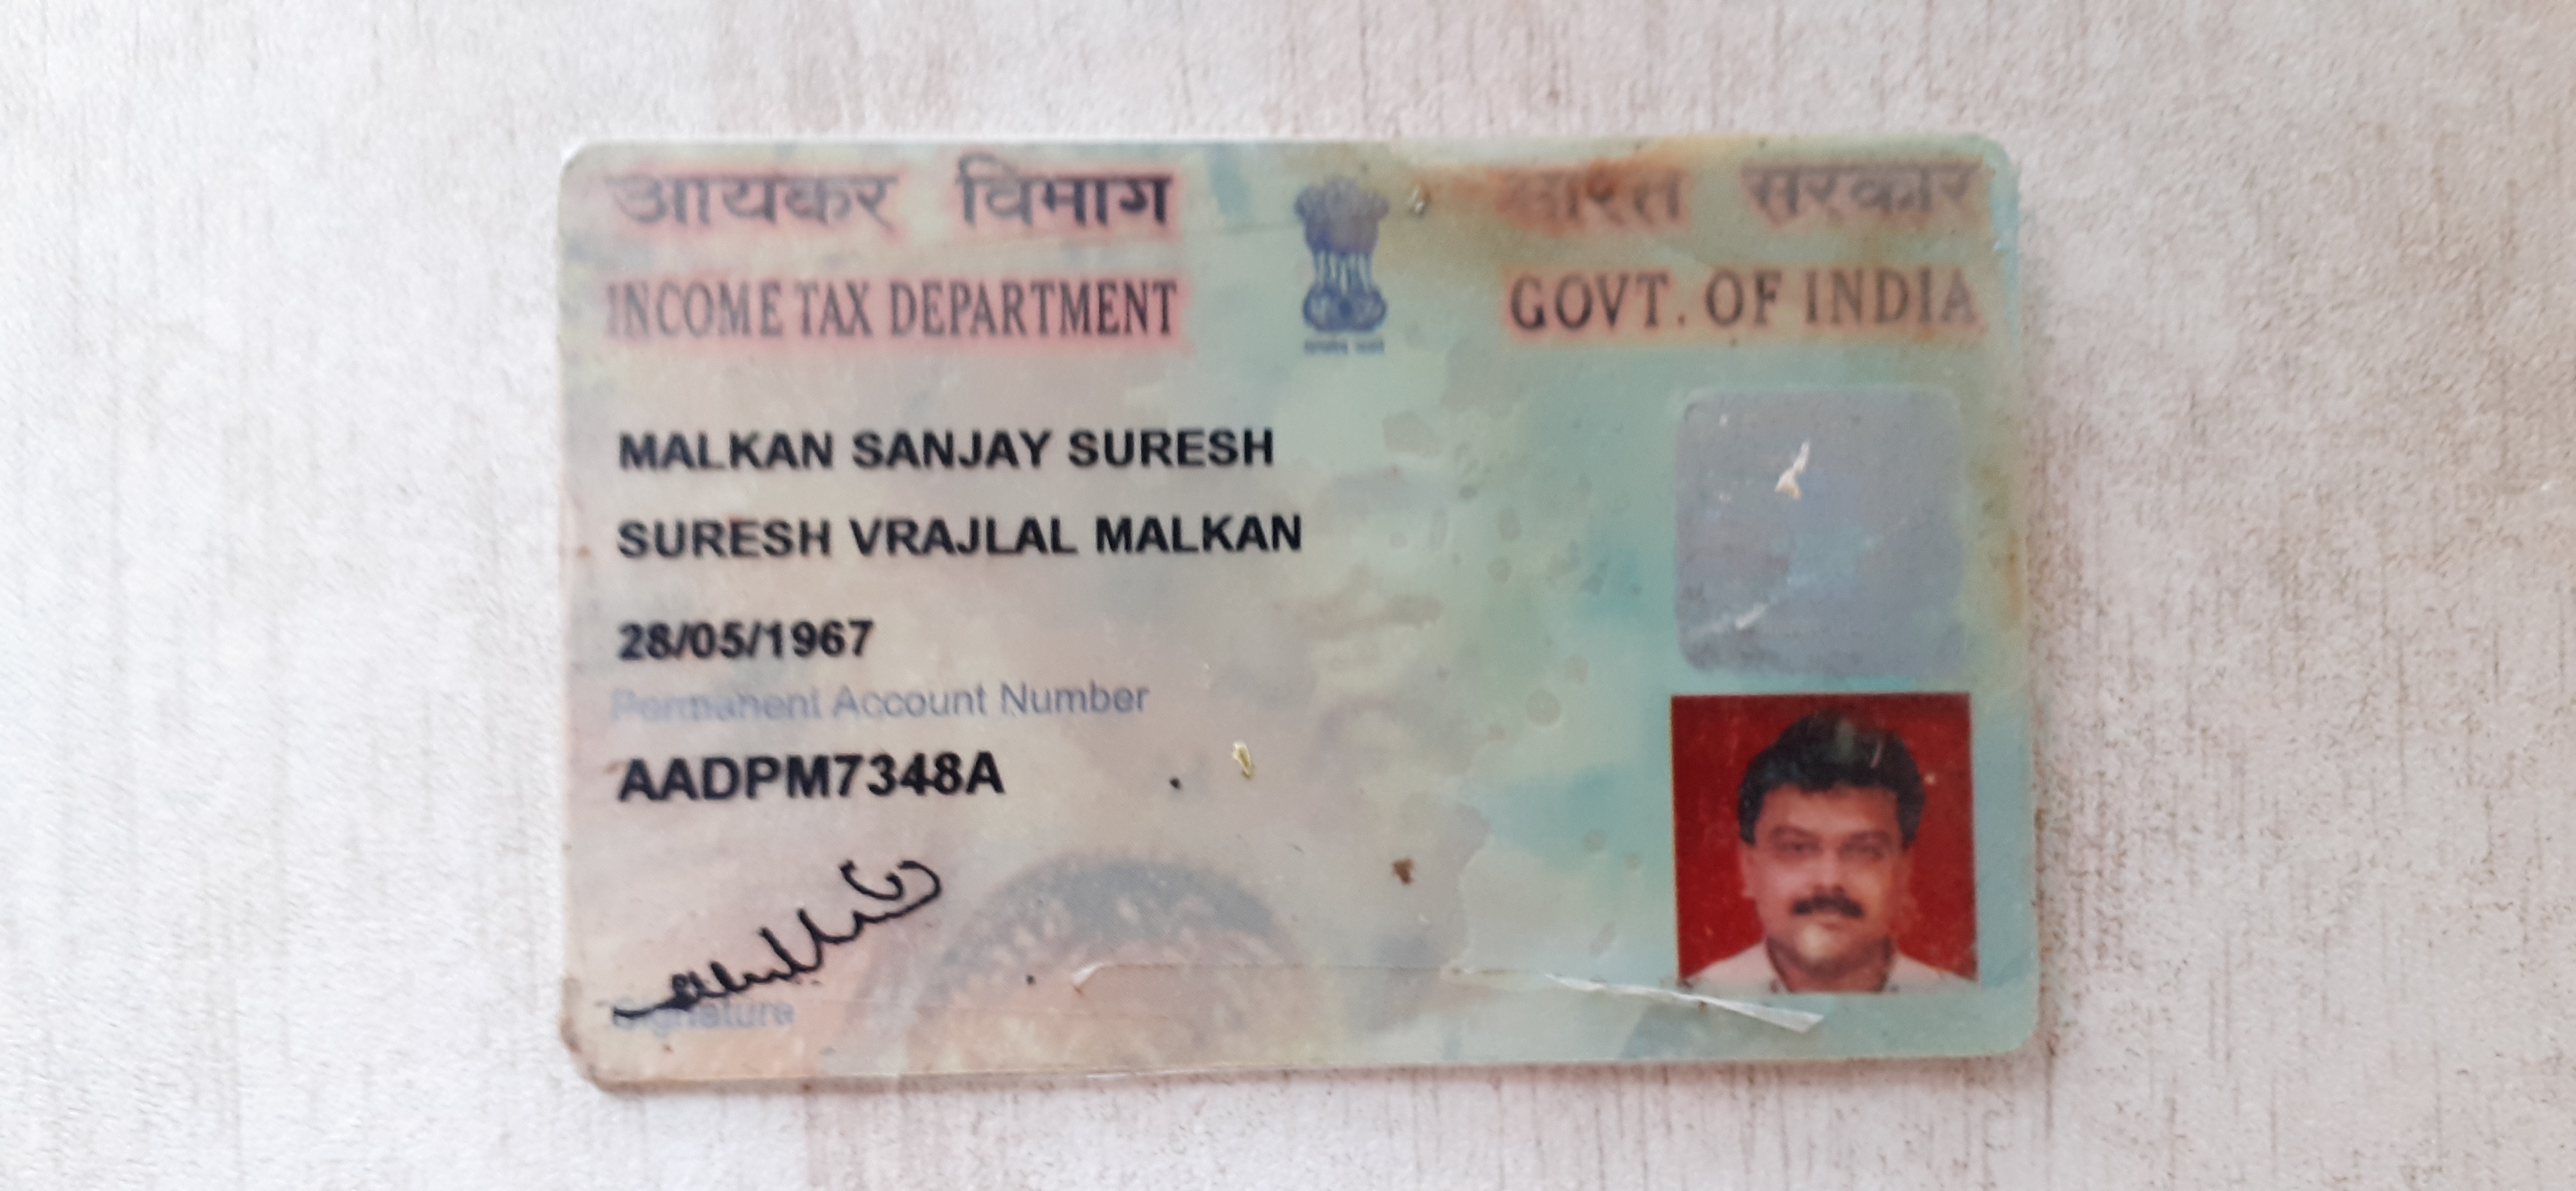 आयकर विभाग
भारत सरकार
INCOME TAX DEPARTMENT
GOVT. OF INDIA
MALKAN SANJAY SURESH
SURESH VRAJLAL MALKAN
28/05/1967
Permanent Account Number
AADPM7348A
Signature